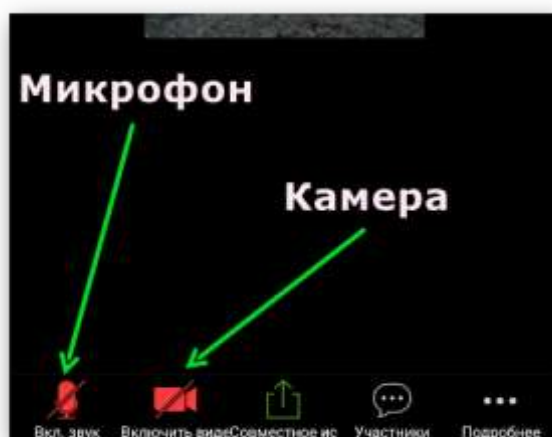 Микрофон
Камера
Вкл. звук Включить виде Совместное ис Участники Подробнее